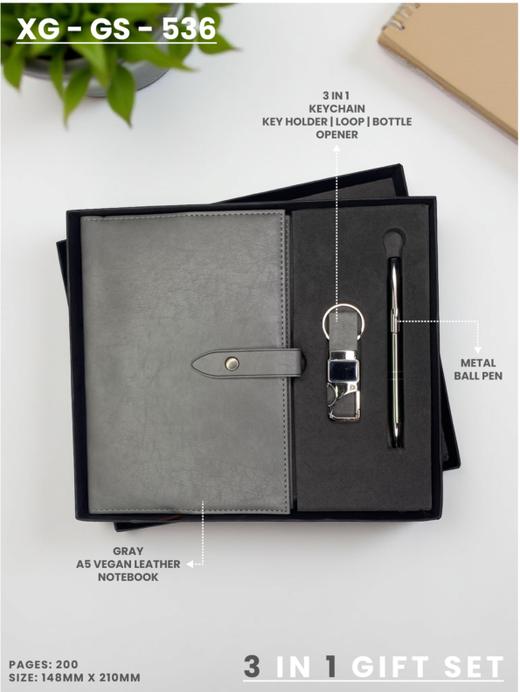 XG - GS - 536
3 IN 1
KEYCHAIN
KEY HOLDER | LOOP | BOTTLE
OPENER
METAL
BALL PEN
GRAY
A5 VEGAN LEATHER
NOTEBOOK
PAGES: 200
SIZE: 148MM X 210MM
3 IN 1 GIFT SET